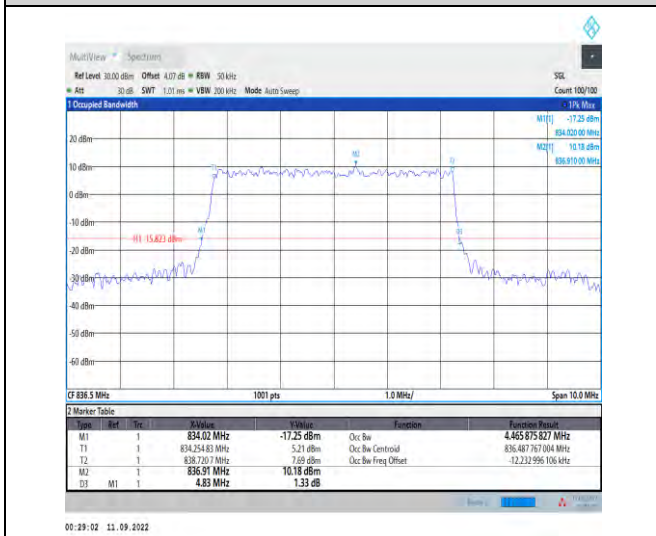 MultiView Spectrum
Ref Level 30.00 dBm Offset 4.07 dB RBW 50 kHz SGL
Att 30 dB SWT 1.01 ms VBW 200 kHz Mode Auto Sweep Count 100/100
1 Occupied Bandwidth 1Pk Max
M1[1] -17.25 dBm
834.020 00 MHz
M2[1] 10.18 dBm
836.910 00 MHz
20 dBm
10 dBm
0 dBm
-10 dBm
-20 dBm
-30 dBm
-40 dBm
-50 dBm
-60 dBm
M2
T1
T2
M1
D3
H1 -15.823 dBm
CF 836.5 MHz 1001 pts 1.0 MHz/ Span 10.0 MHz
2 Marker Table
Type Ref Trc X-Value Y-Value Function Function Result
M1 1 834.02 MHz -17.25 dBm Occ Bw 4.465 875 827 MHz
T1 1 834.254 83 MHz 5.21 dBm Occ Bw Centroid 836.487 767 004 MHz
T2 1 838.720 7 MHz 7.69 dBm Occ Bw Freq Offset -12.232 996 106 kHz
M2 1 836.91 MHz 10.18 dBm
D3 M1 1 4.83 MHz 1.33 dB
00:29:02 11.09.2022